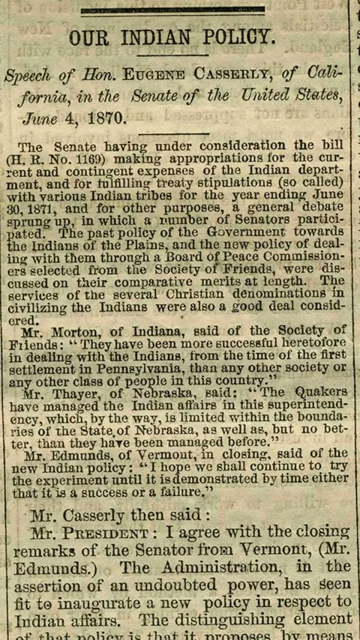 OUR INDIAN POLICY.
Speech of Hon. EUGENE CASSERLY, of Cali-
fornia, in the Senate of the United States,
June 4, 1870.
The Senate having under consideration the bill
(H. R. No. 1169) making appropriations for the cur-
rent and contingent expenses of the Indian depart-
ment, and for fulfilling treaty stipulations (so called)
with various Indian tribes for the year ending June
30, 1871, and for other purposes, a general debate
sprung up, in which a number of Senators partici-
pated. The past policy of the Government towards
the Indians of the Plains, and the new policy of deal-
ing with them through a Board of Peace Commission-
ers selected from the Society of Friends, were dis-
cussed on their comparative merits at length. The
services of the several Christian denominations in
civilizing the Indians were also a good deal consid-
ered.
Mr. Morton, of Indiana, said of the Society of
Friends: "They have been more successful heretofore
in dealing with the Indians, from the time of the first
settlement in Pennsylvania, than any other society or
any other class of people in this country."
Mr. Thayer, of Nebraska, said: "The Quakers
have managed the Indian affairs in this superintend-
ency, which, by the way, is limited within the bounda-
ries of the State of Nebraska, as well as, but no bet-
ter, than they have been managed before."
Mr. Edmunds, of Vermont, in closing, said of the
new Indian policy: "I hope we shall continue to try
the experiment until it is demonstrated by time either
that it is a success or a failure."
Mr. Casserly then said:
Mr. PRESIDENT: I agree with the closing
remarks of the Senator from Vermont, (Mr.
Edmunds.) The Administration, in the
assertion of an undoubted power, has seen
fit to inaugurate a new policy in respect to
Indian affairs. The distinguishing element
of that policy is that it proposes, by mean